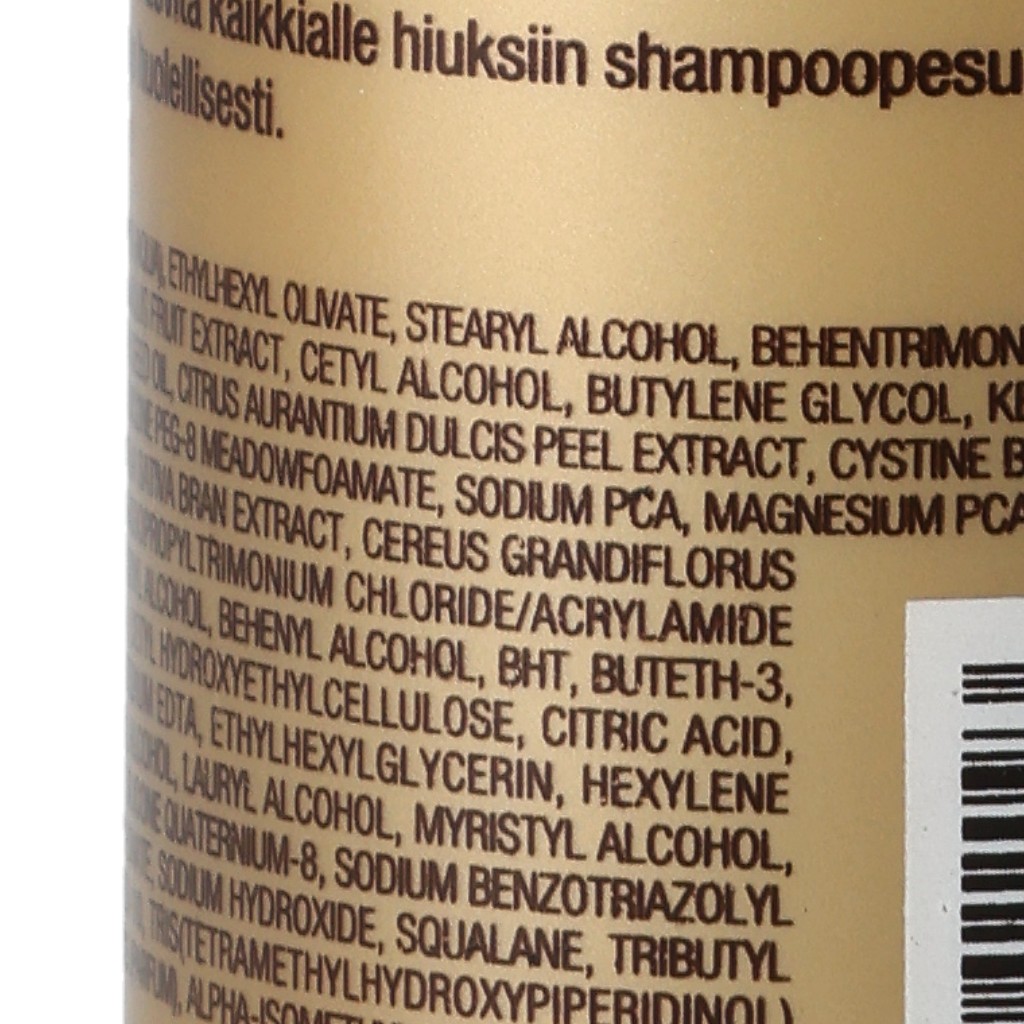 kaikkialle hiuksiin shampoopesu
huolellisesti.
ETHYLHEXYL OLIVATE, STEARYL ALCOHOL, BEHENTRIMON
FRUIT EXTRACT, CETYL ALCOHOL, BUTYLENE GLYCOL,
OIL, CITRUS AURANTIUM DULCIS PEEL EXTRACT, CYSTINE B
PEG-8 MEADOWFOAMATE, SODIUM PCA, MAGNESIUM PCA
BRAN EXTRACT, CEREUS GRANDIFLORUS
PROPYLTRIMONIUM CHLORIDE/ACRYLAMIDE
ALCOHOL, BEHENYL ALCOHOL, BHT, BUTETH-3,
HYDROXYETHYLCELLULOSE, CITRIC ACID,
EDTA, ETHYLHEXYLGLYCERIN, HEXYLENE
LAURYL ALCOHOL, MYRISTYL ALCOHOL,
QUATERNIUM-8, SODIUM BENZOTRIAZOLYL
SODIUM HYDROXIDE, SQUALANE, TRIBUTYL
TRIS(TETRAMETHYLHYDROXYPIPERIDINOL)
ALPHA-ISOMETH